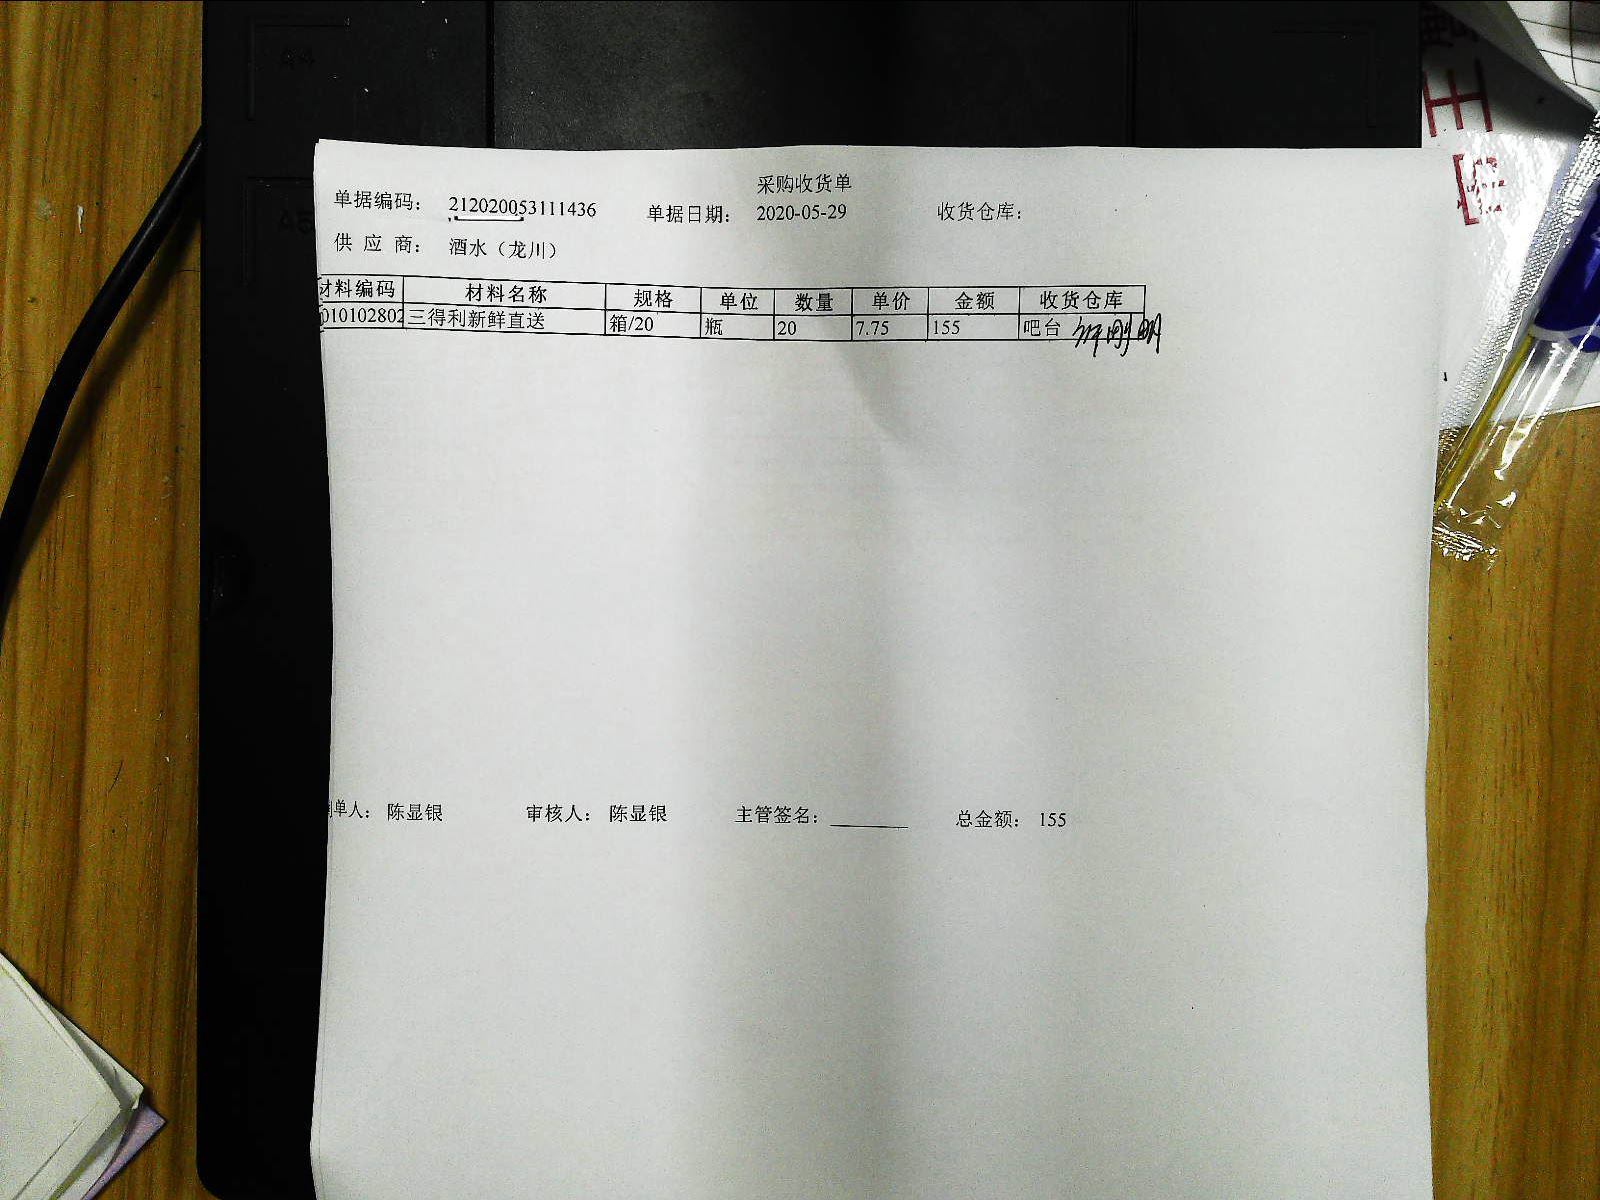 采购收货单
单据编码： 212020053111436 单据日期： 2020-05-29 收货仓库：
供 应 商： 酒水（龙川）
材料编码 材料名称 规格 单位 数量 单价 金额 收货仓库
010102802 三得利新鲜直送 箱/20 瓶 20 7.75 155 吧台
制单人： 陈显银 审核人： 陈显银 主管签名： 总金额： 155